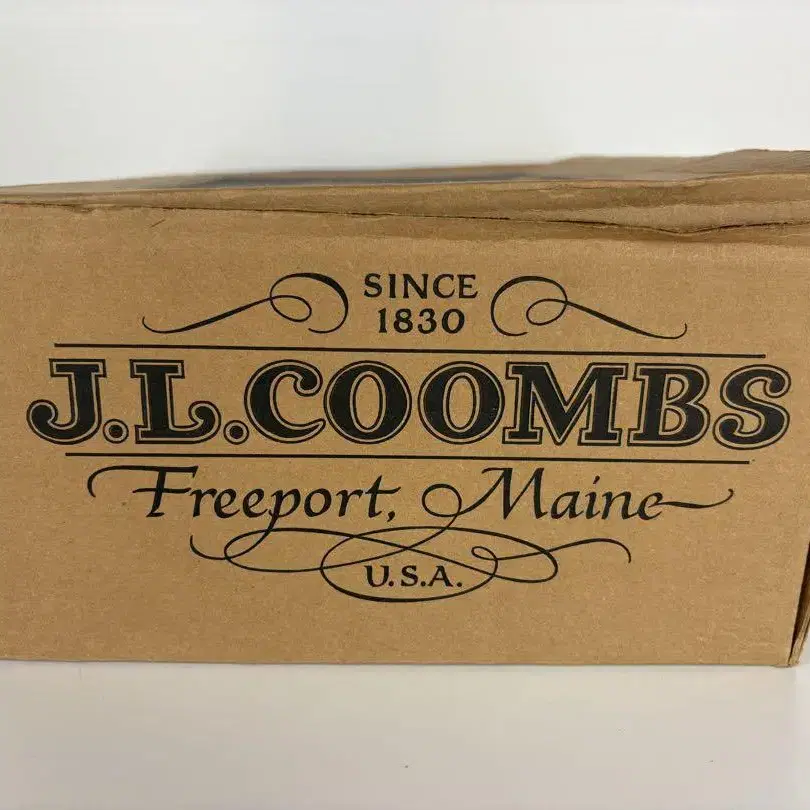 SINCE
1830
J.L.COOMBS
Freeport, Maine
U.S.A.